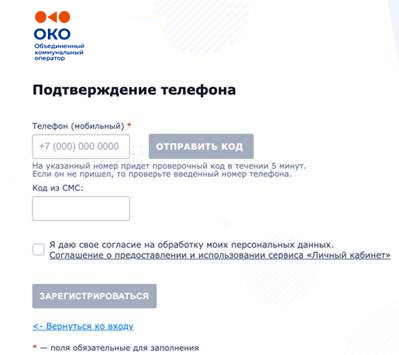 ОКО
Объединенный
коммунальный
оператор
Подтверждение телефона
Телефон (мобильный) *
+7 (000) 000 0000
ОТПРАВИТЬ КОД
На указанный номер придет проверочный код в течении 5 минут.
Если он не пришел, то проверьте введенный номер телефона.
Код из СМС:
Я даю свое согласие на обработку моих персональных данных.
Соглашение о предоставлении и использовании сервиса «Личный кабинет»
ЗАРЕГИСТРИРОВАТЬСЯ
<- Вернуться ко входу
* — поля обязательные для заполнения